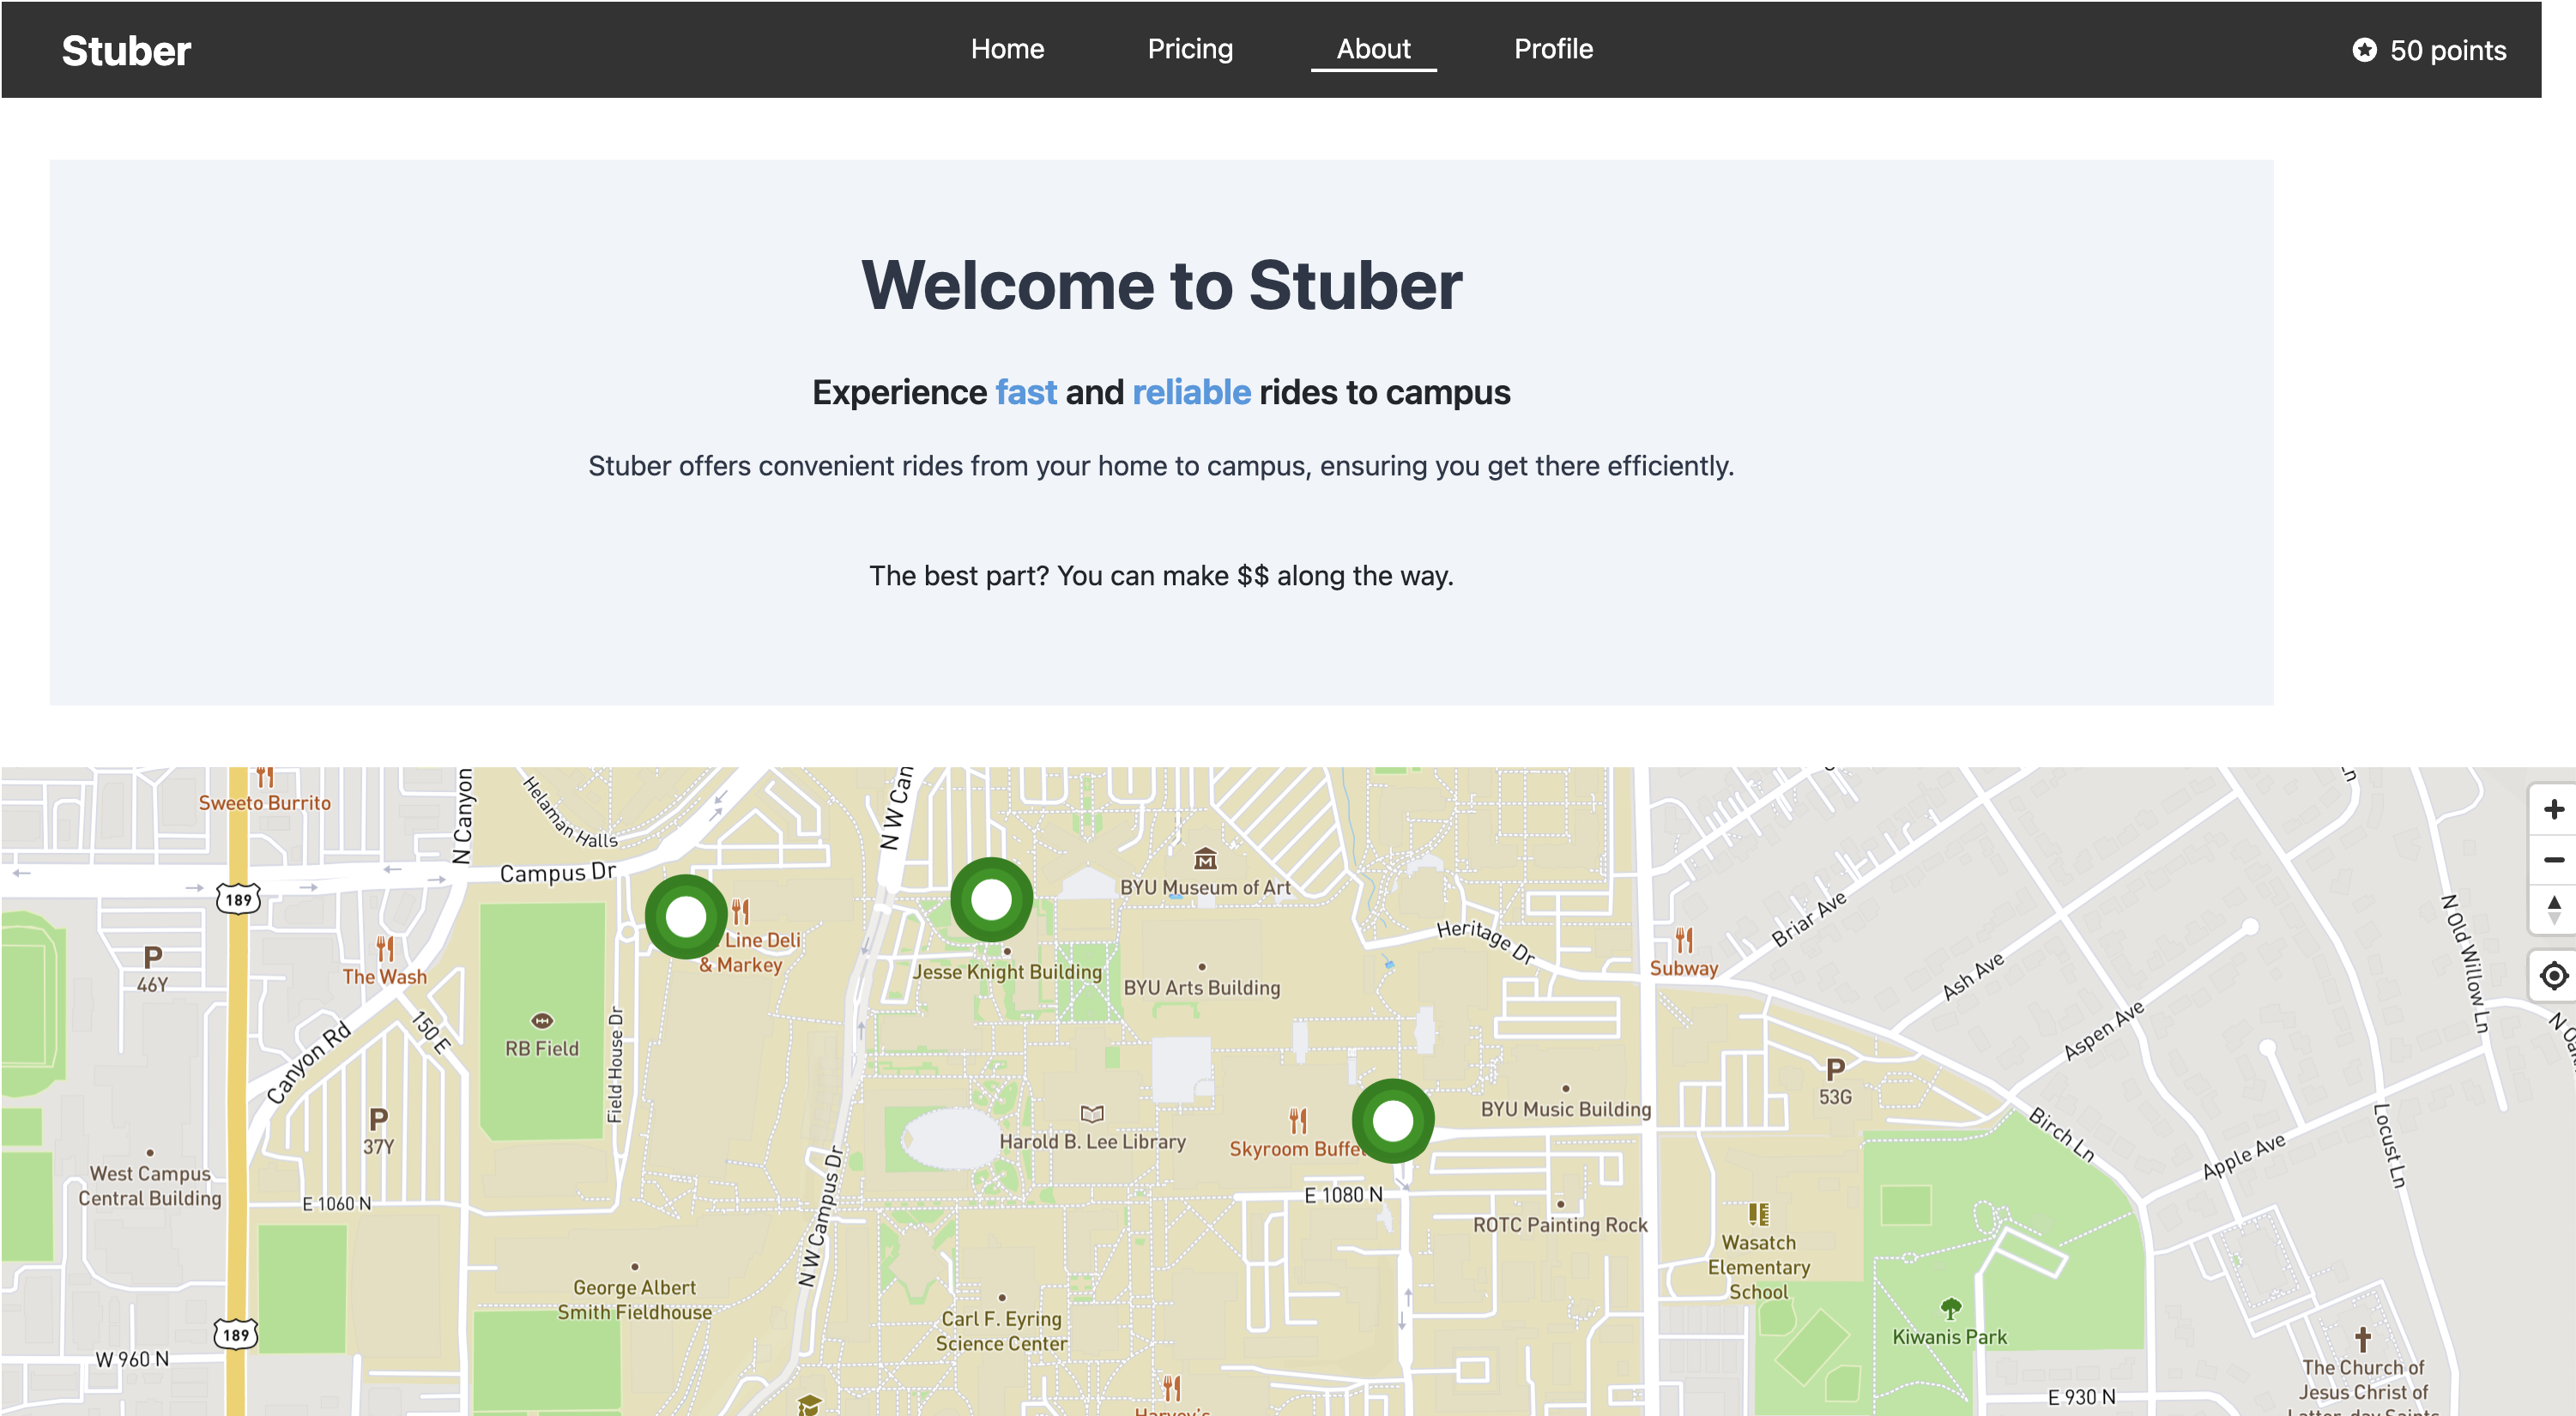 Stuber
Home
Pricing
About
Profile
50 points
Welcome to Stuber
Experience fast and reliable rides to campus
Stuber offers convenient rides from your home to campus, ensuring you get there efficiently.
The best part? You can make $$ along the way.
Sweeto Burrito
N Canyon
Helaman Halls
N W Can
Campus Dr
189
BYU Museum of Art
Line Deli
& Markey
Jesse Knight Building
BYU Arts Building
Heritage Dr
Subway
Briar Ave
Ash Ave
Aspen Ave
N Old Willow Ln
P
46Y
The Wash
150 E
RB Field
Field House Dr
Canyon Rd
P
37Y
Harold B. Lee Library
Skyroom Buffe
BYU Music Building
P
53G
Birch Ln
Apple Ave
Locust Ln
West Campus
Central Building
E 1060 N
N W Campus Dr
E 1080 N
ROTC Painting Rock
Wasatch
Elementary
School
George Albert
Smith Fieldhouse
Carl F. Eyring
Science Center
Kiwanis Park
189
W 960 N
Harvey's
The Church of
Jesus Christ of
Latter-day Saints
E 930 N